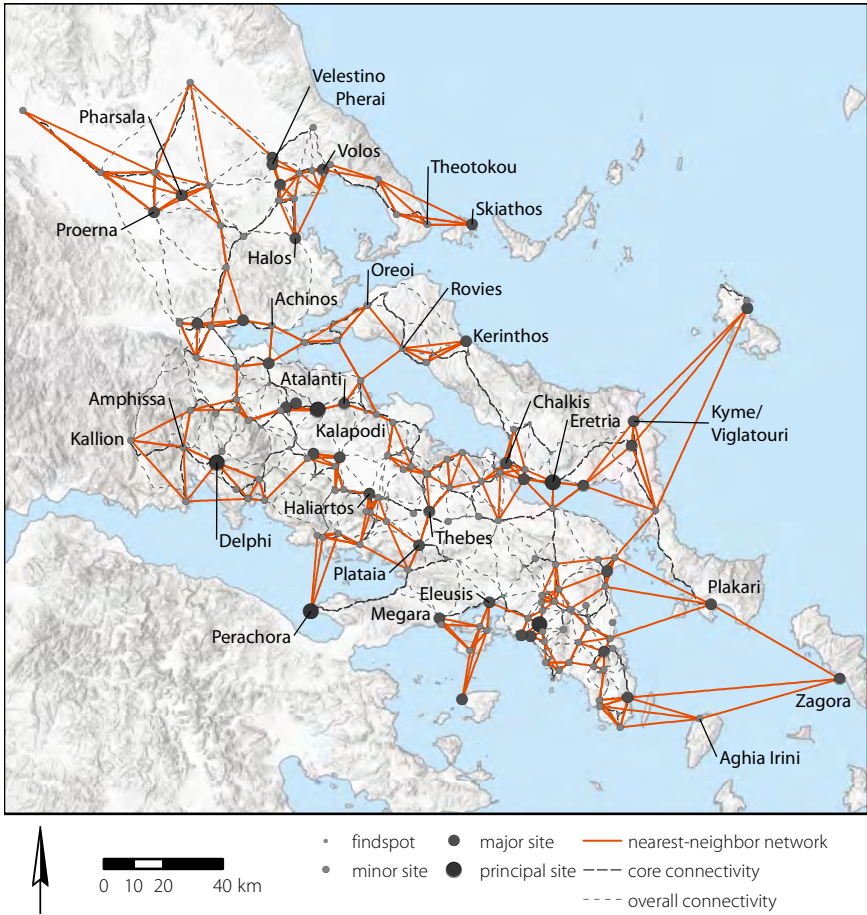 Velestino
Pherai
Pharsala
Volos
Theotokou
Skiathos
Proerna
Halos
Oreoi
Rovies
Achinos
Kerinthos
Atalanti
Amphissa
Chalkis
Eretria
Kyme/
Viglatouri
Kallion
Kalapodi
Haliartos
Delphi
Thebes
Plataia
Eleusis
Plakari
Megara
Perachora
Zagora
Aghia Irini
findspot
major site
nearest-neighbor network
minor site
principal site
core connectivity
0 10 20 40 km
overall connectivity